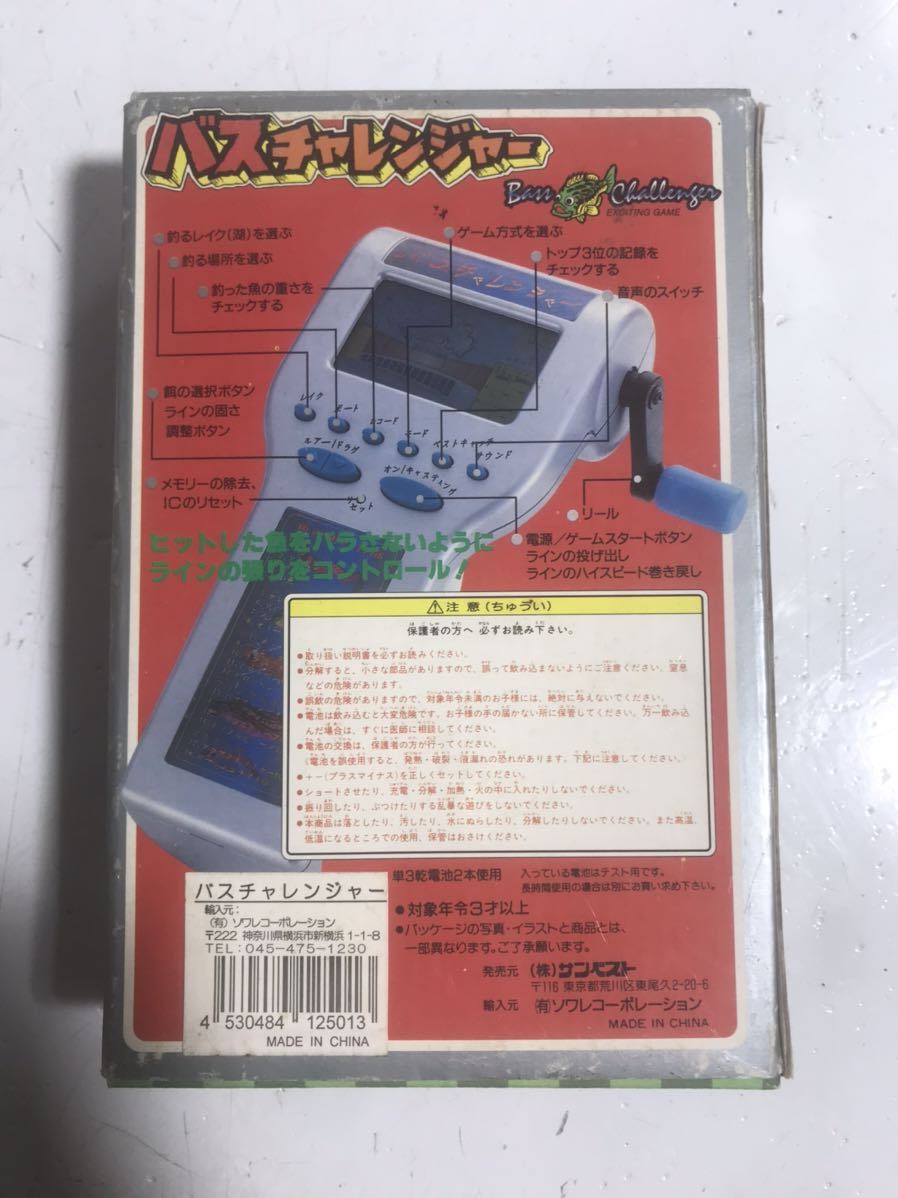 バスチャレンジャー
Bass Challenger
EXCITING GAME
釣るレイク(湖)を選ぶ
釣る場所を選ぶ
釣った魚の重さを
チェックする
ゲーム方式を選ぶ
トップ3位の記録を
チェックする
音声のスイッチ
バスチャレンジャー
餌の選択ボタン
ラインの固さ
調整ボタン
メモリーの除去、
ICのリセット
レイク
ポート
レコード
モード
ベストキャッチ
サウンド
ルアー/ドラグ
オン/キャスティング
リセット
リール
電源/ゲームスタートボタン
ラインの投げ出し
ラインのハイスピード巻き戻し
ヒットした魚をバラさないように
ラインの張りをコントロール!
⚠注意(ちゅうい)
保護者の方へ 必ずお読み下さい。
●取り扱い説明書を必ずお読みください。
●分解すると、小さな部品がありますので、誤って飲み込まないようにご注意ください。窒息
などの危険があります。
●誤飲の危険がありますので、対象年令未満のお子様には、絶対に与えないでください。
●電池は飲み込むと大変危険です。お子様の手の届かない所に保管してください。万一飲み込
んだ場合は、すぐに医師に相談してください。
●電池の交換は、保護者の方が行ってください。
(電池を誤使用すると、発熱・破裂・液漏れの恐れがあります。下記に注意してください。)
●+-(プラスマイナス)を正しくセットしてください。
●ショートさせたり、充電・分解・加熱・火の中に入れたりしないでください。
●振り回したり、ぶつけたりする乱暴な遊びをしないでください。
●本商品は落としたり、汚したり、水にぬらしたり、分解したりしないでください。また高温、
低温になるところでの使用、保管はおさけください。
単3乾電池2本使用
入っている電池はテスト用です。
長時間使用の場合は別にお買い求め下さい。
●対象年令3才以上
●パッケージの写真・イラストと商品とは、
一部異なります。ご了承願います。
発売元 (株)サンベスト
〒116 東京都荒川区東尾久2-20-6
輸入元 (有)ソワレコーポレーション
MADE IN CHINA
バスチャレンジャー
輸入元:
(有)ソワレコーポレーション
〒222 神奈川県横浜市新横浜 1-1-8
TEL:045-475-1230
4 530484 125013
MADE IN CHINA